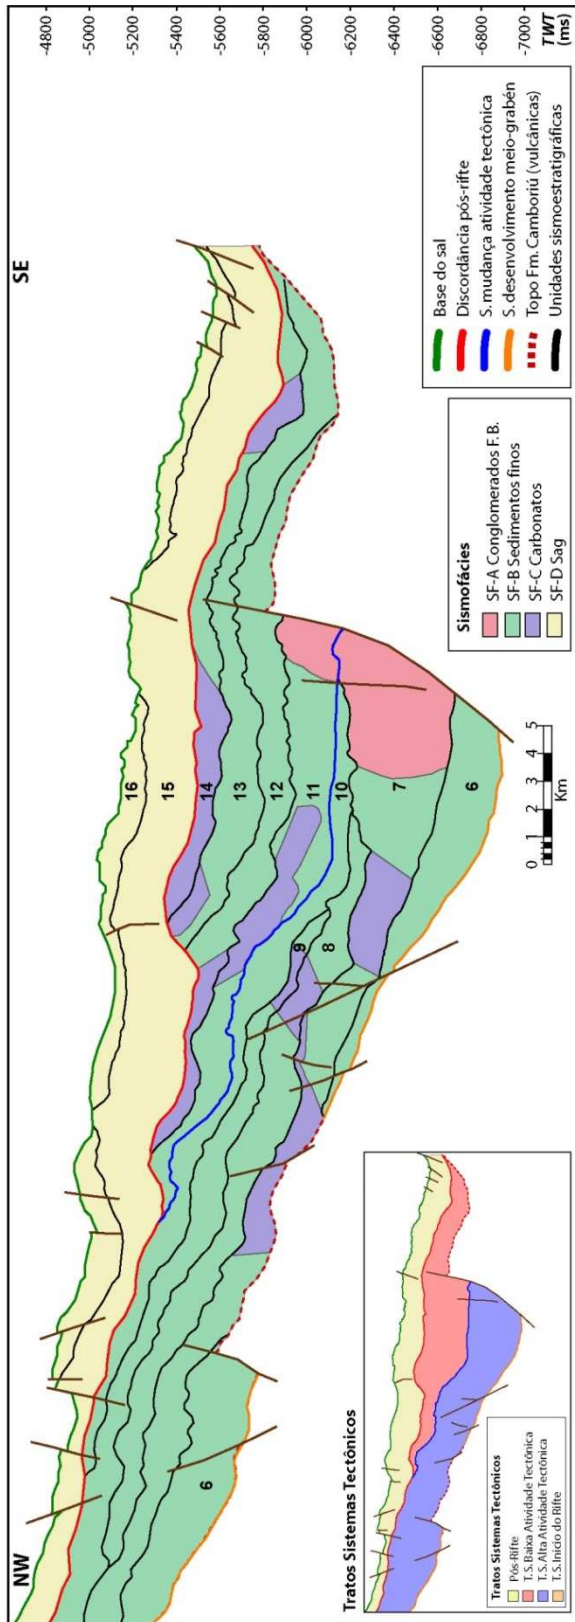 NW
SE
-4800
-5000
-5200
-5400
-5600
-5800
-6000
-6200
-6400
-6600
-6800
-7000
TWT
(ms)
16
15
14
13
12
11
10
9
8
7
6
6
0 1 2 3 4 5
Km
Sismofácies
SF-A Conglomerados F.B.
SF-B Sedimentos finos
SF-C Carbonatos
SF-D Sag
Base do sal
Discordância pós-rifte
S.mudança atividade tectônica
S.desenvolvimento meio-grabén
Topo Fm. Camboriú (vulcânicas)
Unidades sismoestratigráficas
Tratos Sistemas Tectônicos
Tratos Sistemas Tectônicos
Pós-Rifte
T. S. Baixa Atividade Tectônica
T. S. Alta Atividade Tectônica
T. S. Inicio do Rifte